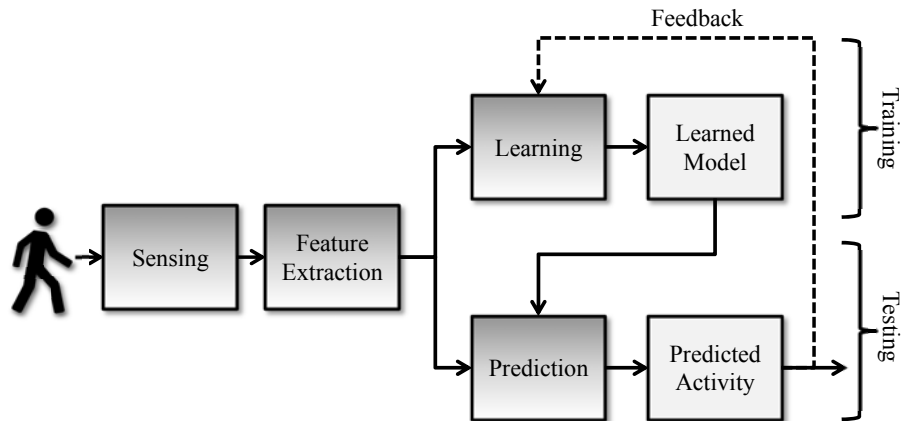 Feedback
Learning
Learned
Model
Training
Sensing
Feature
Extraction
Prediction
Predicted
Activity
Testing